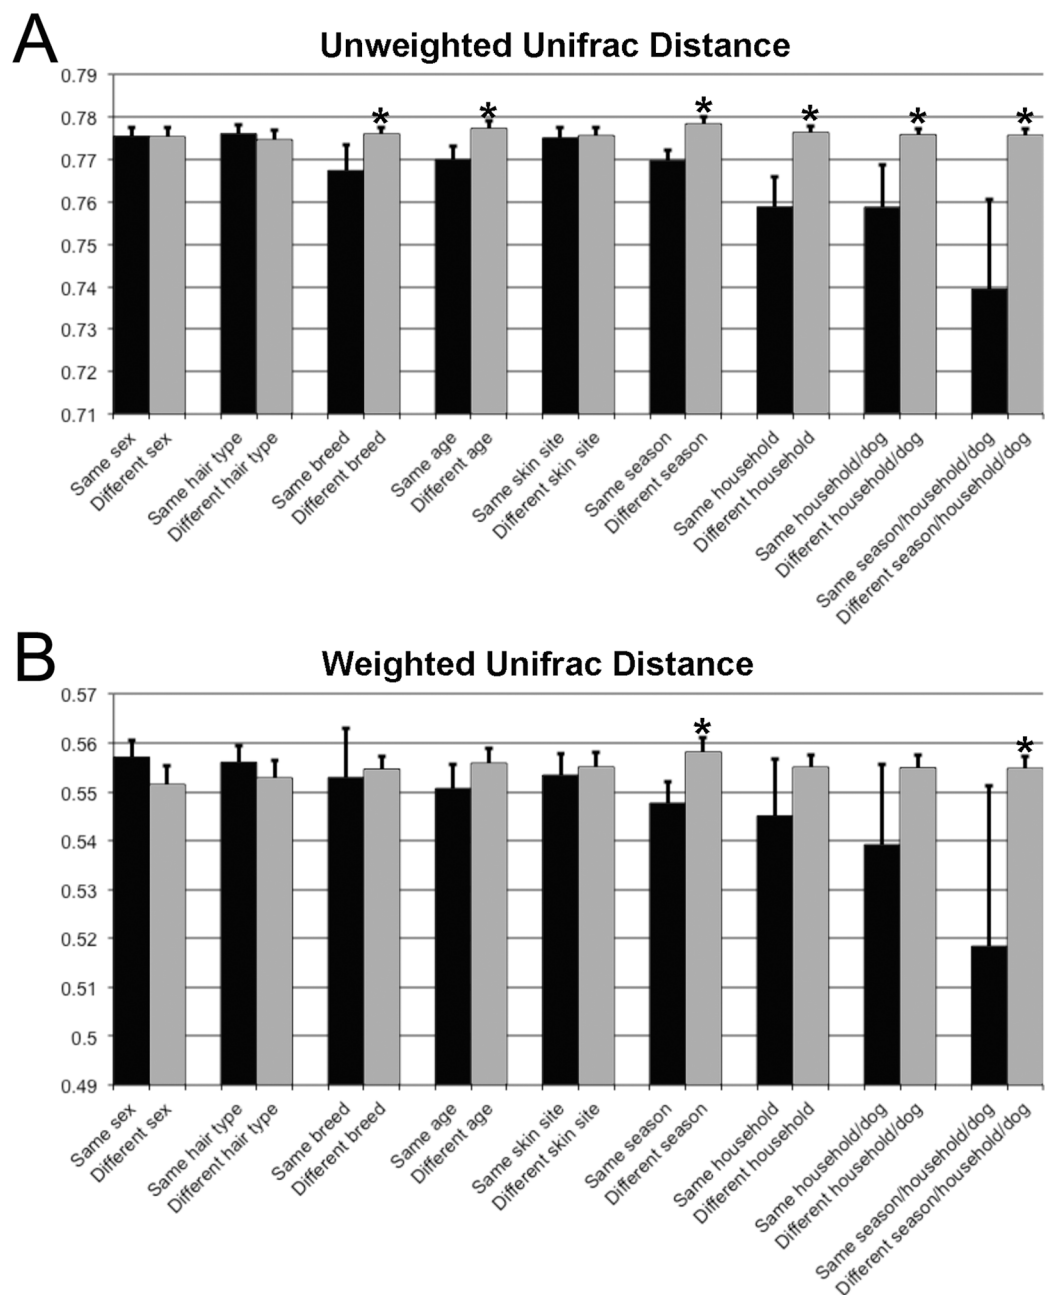 A
Unweighted Unifrac Distance
0.79
0.78
0.77
0.76
0.75
0.74
0.73
0.72
0.71
* * * * * *
Same sex
Different sex
Same hair type
Different hair type
Same breed
Different breed
Same age
Different age
Same skin site
Different skin site
Same season
Different season
Same household
Different household
Same household/dog
Different household/dog
Same season/household/dog
Different season/household/dog
B
Weighted Unifrac Distance
0.57
0.56
0.55
0.54
0.53
0.52
0.51
0.5
0.49
* *
Same sex
Different sex
Same hair type
Different hair type
Same breed
Different breed
Same age
Different age
Same skin site
Different skin site
Same season
Different season
Same household
Different household
Same household/dog
Different household/dog
Same season/household/dog
Different season/household/dog